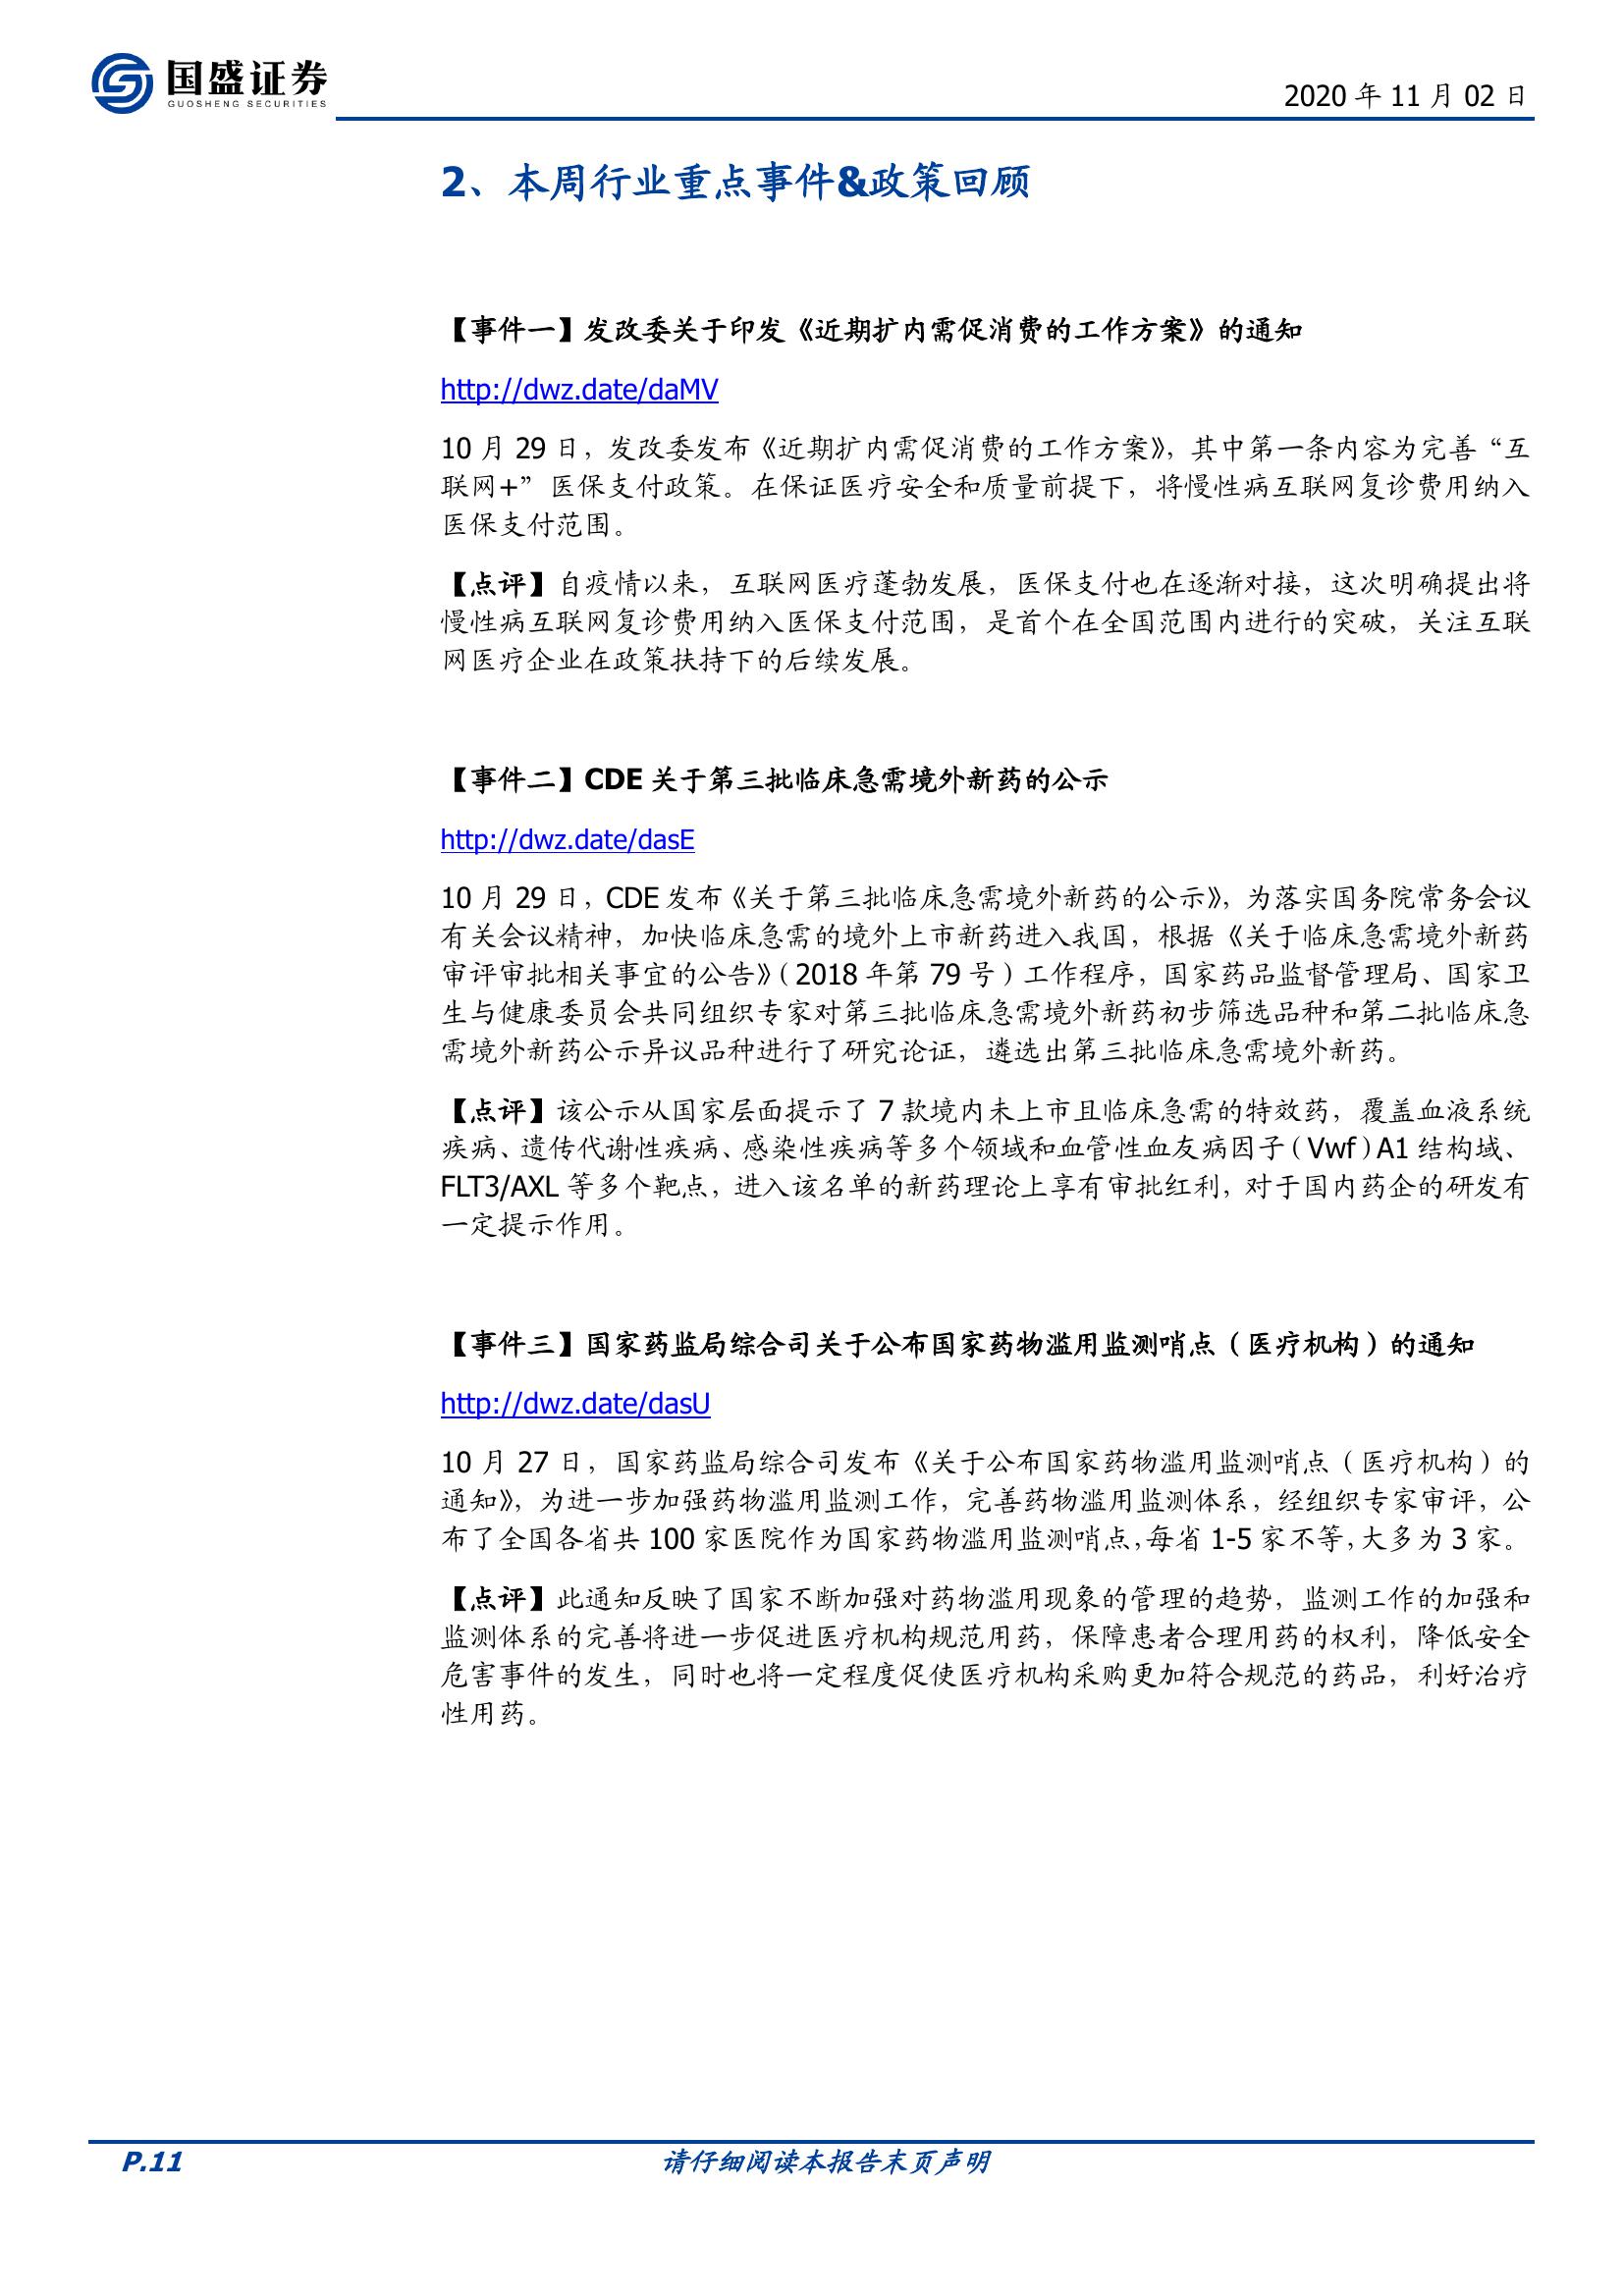 国盛证券
GUOSHENG SECURITIES
2020 年 11 月 02 日
2、本周行业重点事件&政策回顾
【事件一】发改委关于印发《近期扩内需促消费的工作方案》的通知
http://dwz.date/daMV
10 月 29 日，发改委发布《近期扩内需促消费的工作方案》，其中第一条内容为完善“互
联网+”医保支付政策。在保证医疗安全和质量前提下，将慢性病互联网复诊费用纳入
医保支付范围。
【点评】自疫情以来，互联网医疗蓬勃发展，医保支付也在逐渐对接，这次明确提出将
慢性病互联网复诊费用纳入医保支付范围，是首个在全国范围内进行的突破，关注互联
网医疗企业在政策扶持下的后续发展。
【事件二】CDE 关于第三批临床急需境外新药的公示
http://dwz.date/dasE
10 月 29 日，CDE 发布《关于第三批临床急需境外新药的公示》，为落实国务院常务会议
有关会议精神，加快临床急需的境外上市新药进入我国，根据《关于临床急需境外新药
审评审批相关事宜的公告》（2018 年第 79 号）工作程序，国家药品监督管理局、国家卫
生与健康委员会共同组织专家对第三批临床急需境外新药初步筛选品种和第二批临床急
需境外新药公示异议品种进行了研究论证，遴选出第三批临床急需境外新药。
【点评】该公示从国家层面提示了 7 款境内未上市且临床急需的特效药，覆盖血液系统
疾病、遗传代谢性疾病、感染性疾病等多个领域和血管性血友病因子（Vwf）A1 结构域、
FLT3/AXL 等多个靶点，进入该名单的新药理论上享有审批红利，对于国内药企的研发有
一定提示作用。
【事件三】国家药监局综合司关于公布国家药物滥用监测哨点（医疗机构）的通知
http://dwz.date/dasU
10 月 27 日，国家药监局综合司发布《关于公布国家药物滥用监测哨点（医疗机构）的
通知》，为进一步加强药物滥用监测工作，完善药物滥用监测体系，经组织专家审评，公
布了全国各省共 100 家医院作为国家药物滥用监测哨点，每省 1-5 家不等，大多为 3 家。
【点评】此通知反映了国家不断加强对药物滥用现象的管理的趋势，监测工作的加强和
监测体系的完善将进一步促进医疗机构规范用药，保障患者合理用药的权利，降低安全
危害事件的发生，同时也将一定程度促使医疗机构采购更加符合规范的药品，利好治疗
性用药。
P.11
请仔细阅读本报告末页声明